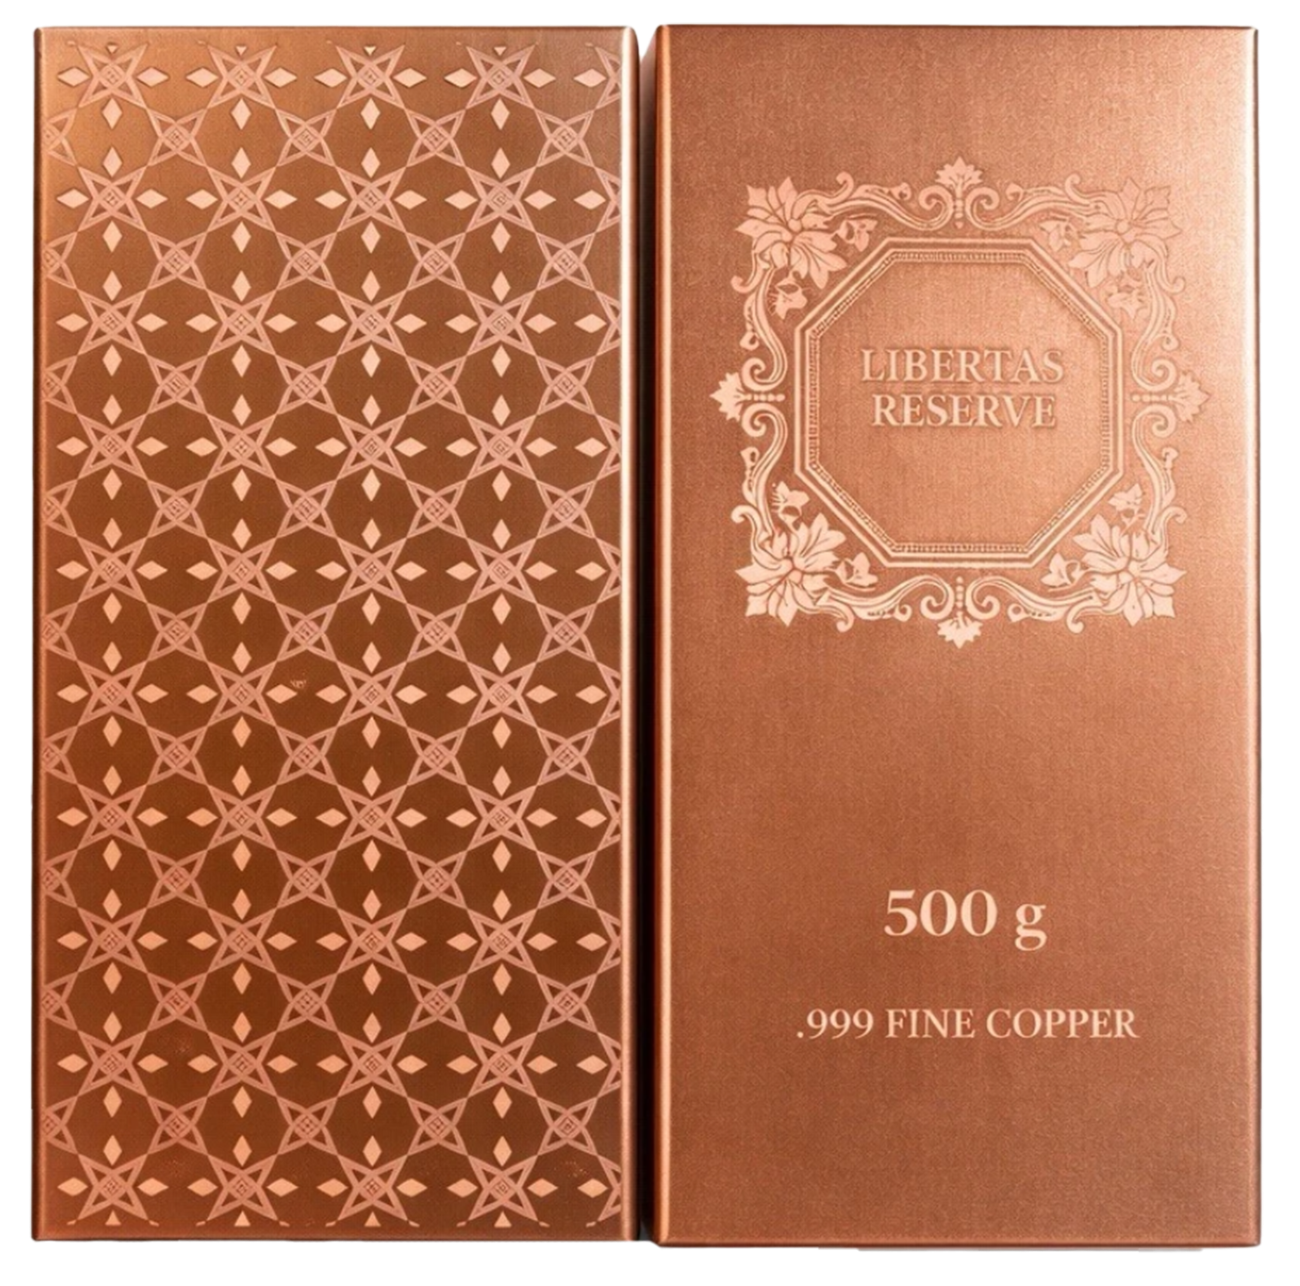 LIBERTAS
RESERVE
500 g
.999 FINE COPPER